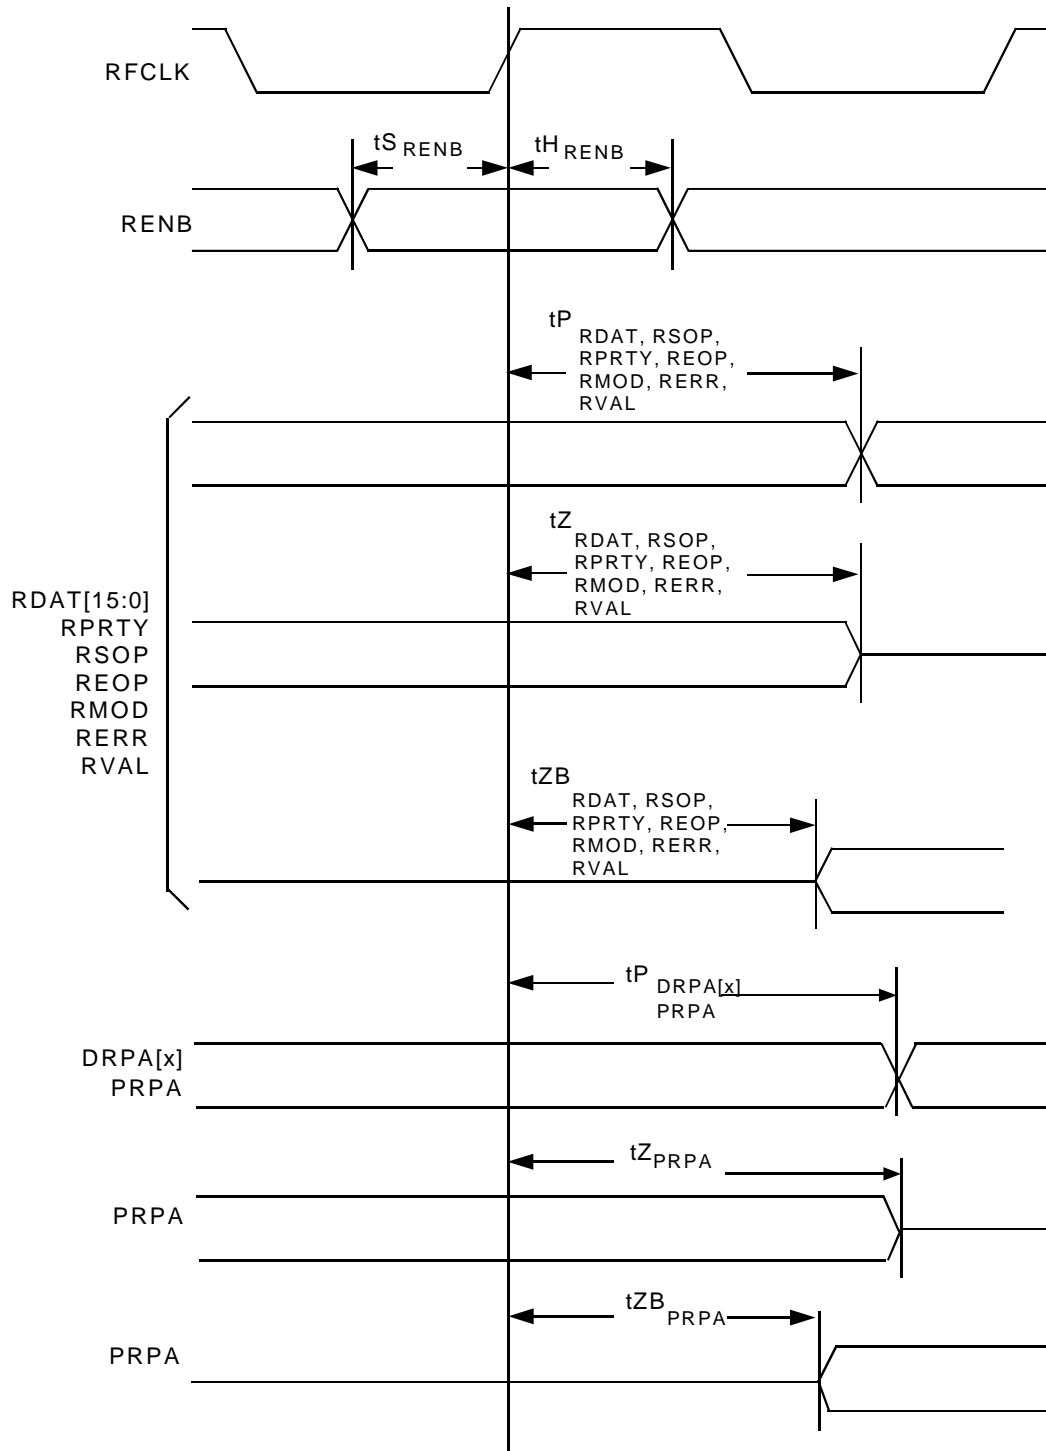 RFCLK
tS RENB
tH RENB
RENB
tP
RDAT, RSOP,
RPRTY, REOP,
RMOD, RERR,
RVAL
tZ
RDAT, RSOP,
RPRTY, REOP,
RMOD, RERR,
RVAL
RDAT[15:0]
RPRTY
RSOP
REOP
RMOD
RERR
RVAL
tZB
RDAT, RSOP,
RPRTY, REOP,
RMOD, RERR,
RVAL
tP DRPA[x]
PRPA
DRPA[x]
PRPA
tZ PRPA
PRPA
tZB PRPA
PRPA